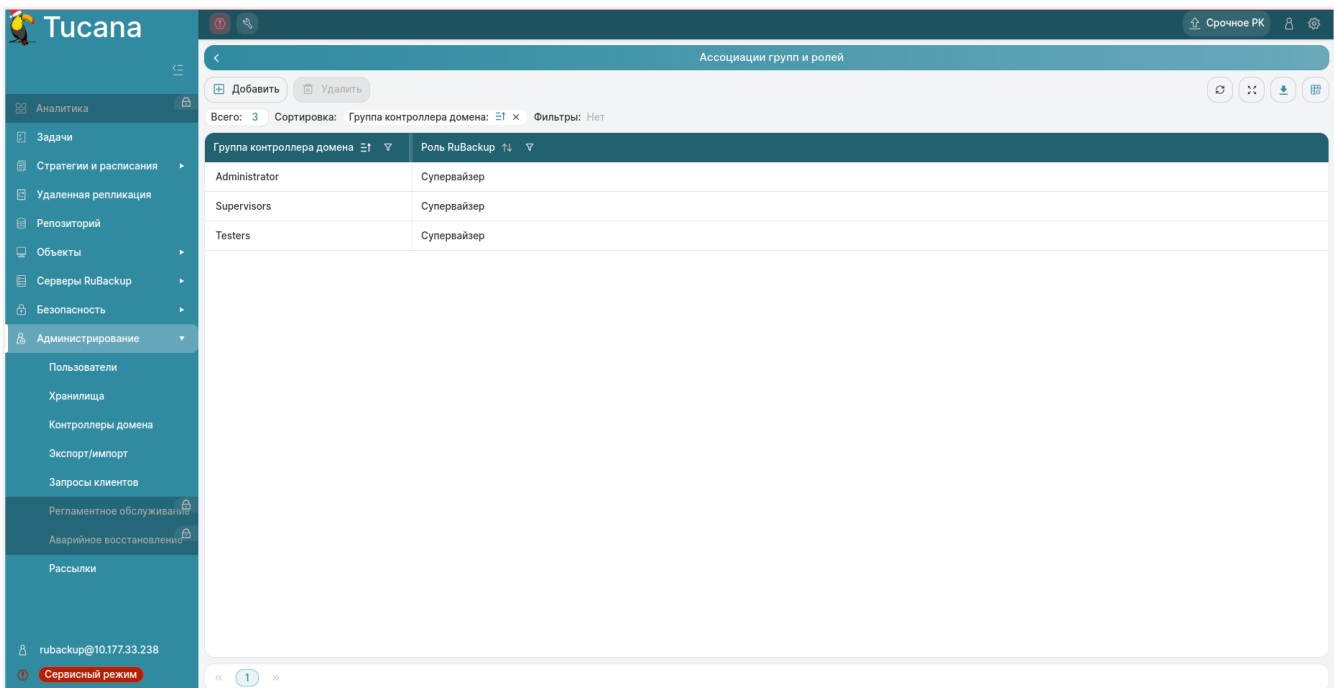 Tucana
Срочное РК
Ассоциации групп и ролей
Добавить Удалить
Всего: 3 Сортировка: Группа контроллера домена: Фильтры: Нет
Группа контроллера домена Роль RuBackup
Administrator Супервайзер
Supervisors Супервайзер
Testers Супервайзер
Аналитика
Задачи
Стратегии и расписания
Удаленная репликация
Репозиторий
Объекты
Серверы RuBackup
Безопасность
Администрирование
Пользователи
Хранилища
Контроллеры домена
Экспорт/импорт
Запросы клиентов
Регламентное обслуживание
Аварийное восстановление
Рассылки
rubackup@10.177.33.238
Сервисный режим
« 1 »